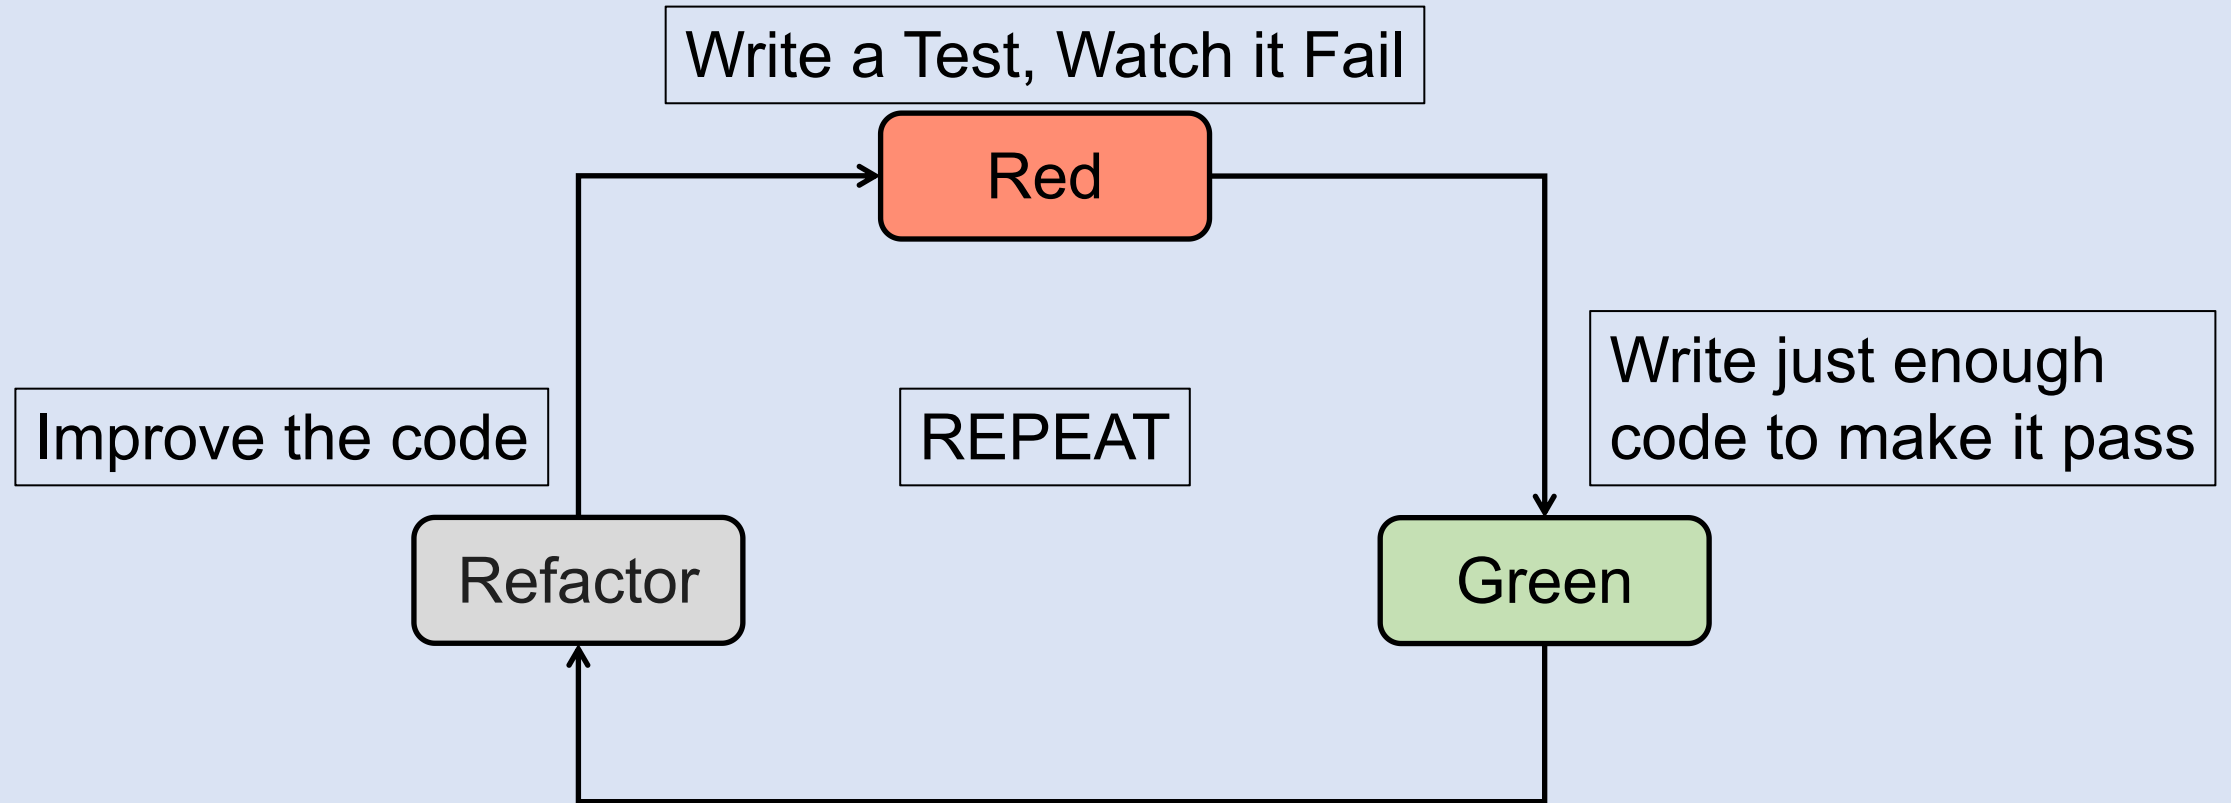 Write a Test, Watch it Fail
Red
Write just enough
code to make it pass
Improve the code
REPEAT
Refactor
Green